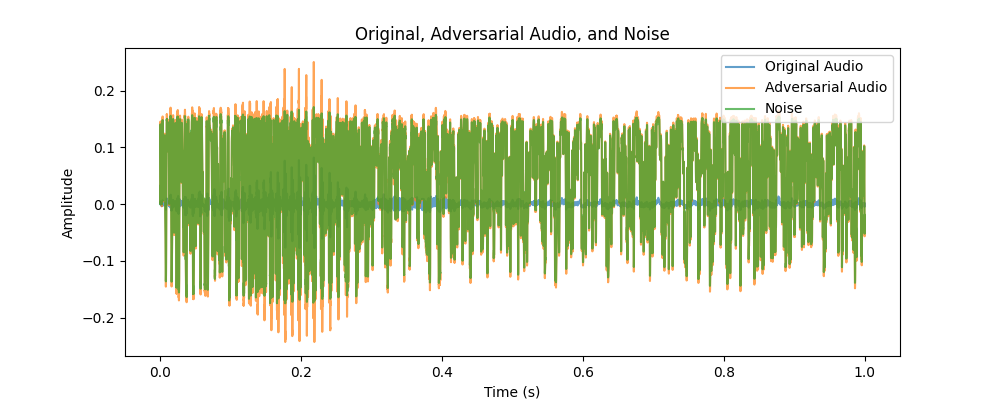 Original, Adversarial Audio, and Noise
Original Audio
Adversarial Audio
Noise
Amplitude
0.2
0.1
0.0
−0.1
−0.2
0.0 0.2 0.4 0.6 0.8 1.0
Time (s)